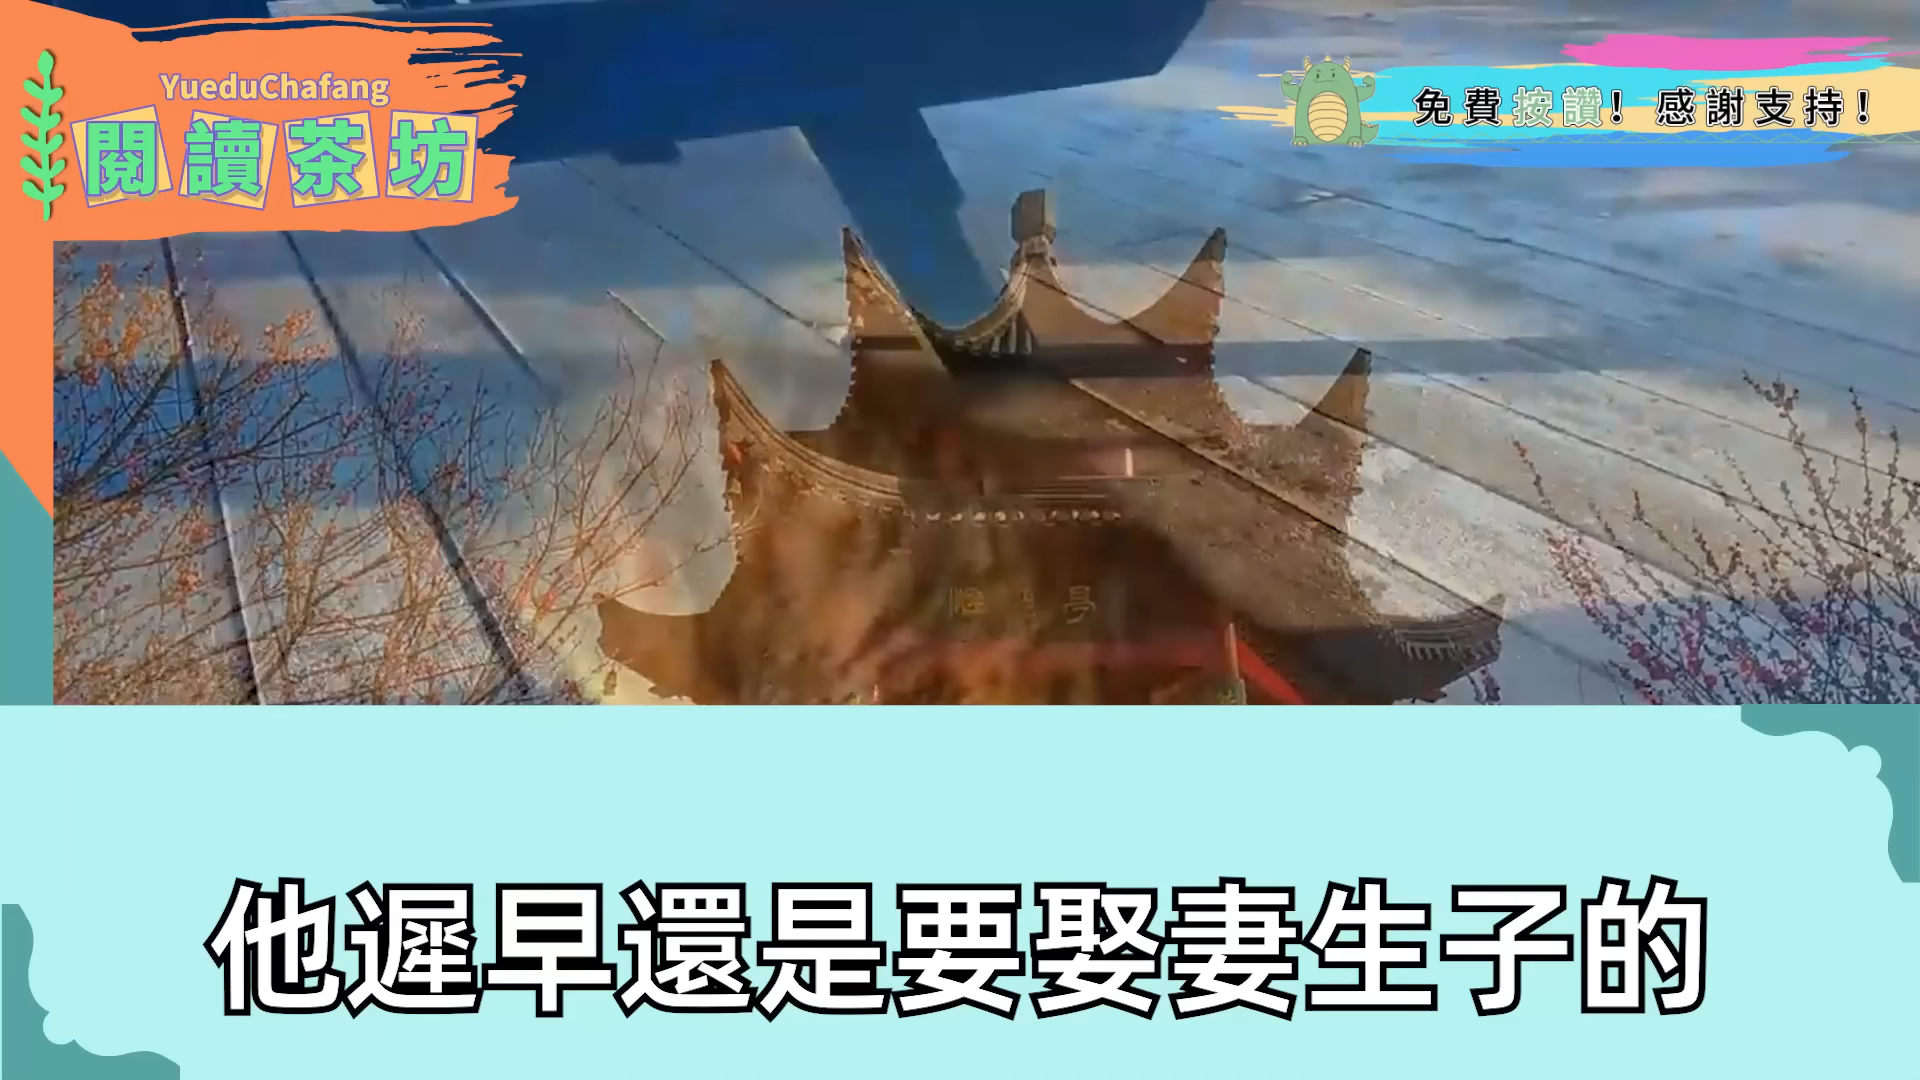 YueduChafang
閱讀茶坊
免費按讚！感謝支持！
亭
他遲早還是要娶妻生子的